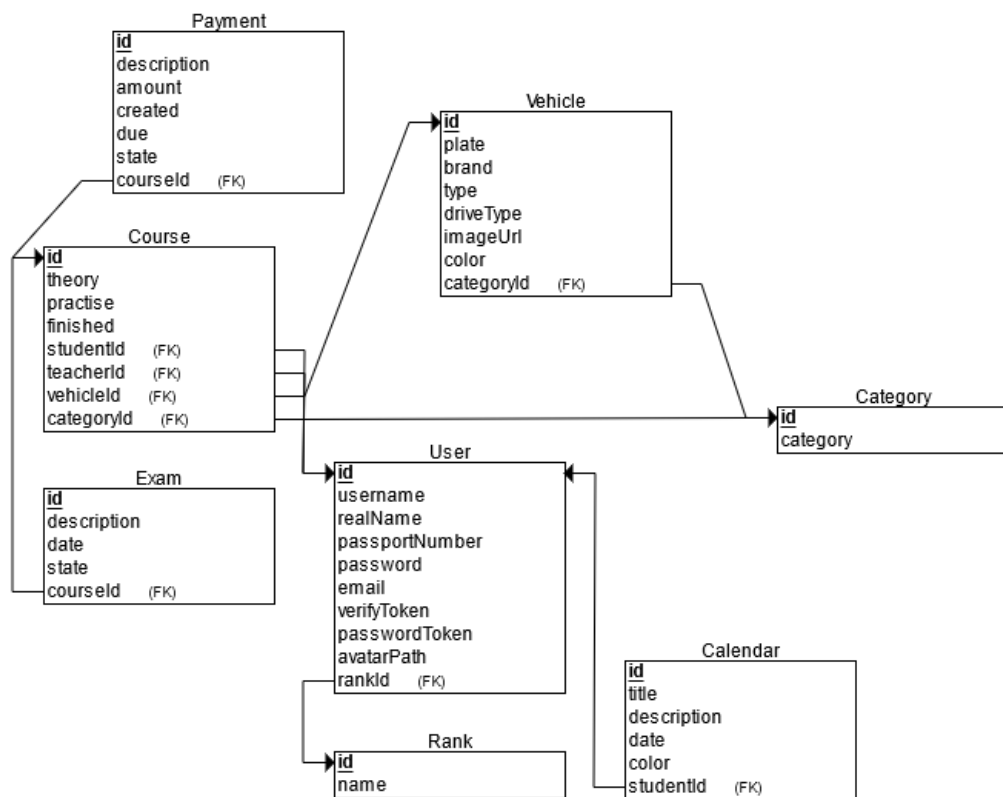 Payment
id
description
amount
created
due
state
courseId (FK)
Vehicle
id
plate
brand
type
driveType
imageUrl
color
categoryId (FK)
Course
id
theory
practise
finished
studentId (FK)
teacherId (FK)
vehicleId (FK)
categoryId (FK)
Category
id
category
Exam
id
description
date
state
courseId (FK)
User
id
username
realName
passportNumber
password
email
verifyToken
passwordToken
avatarPath
rankId (FK)
Calendar
id
title
description
date
color
studentId (FK)
Rank
id
name